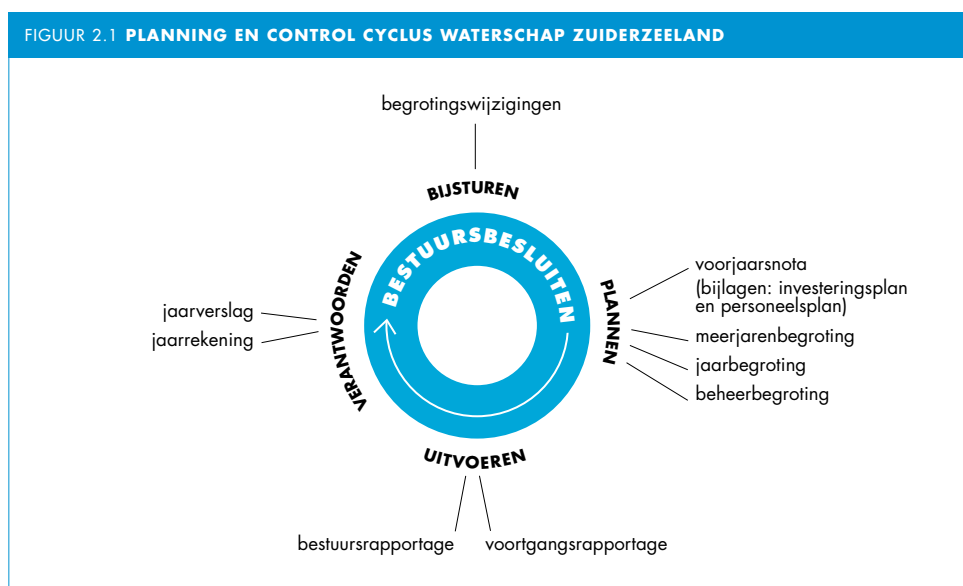 FIGUUR 2.1 PLANNING EN CONTROL CYCLUS WATERSCHAP ZUIDERZEELAND
begrotingswijzigingen
BIJSTUREN
BESTUURSBESLUITEN
PLANNEN
voorjaarsnota
(bijlagen: investeringsplan
en personeelsplan)
meerjarenbegroting
jaarbegroting
beheerbegroting
VERANTWOORDEN
jaarverslag
jaarrekening
UITVOEREN
bestuursrapportage
voortgangsrapportage